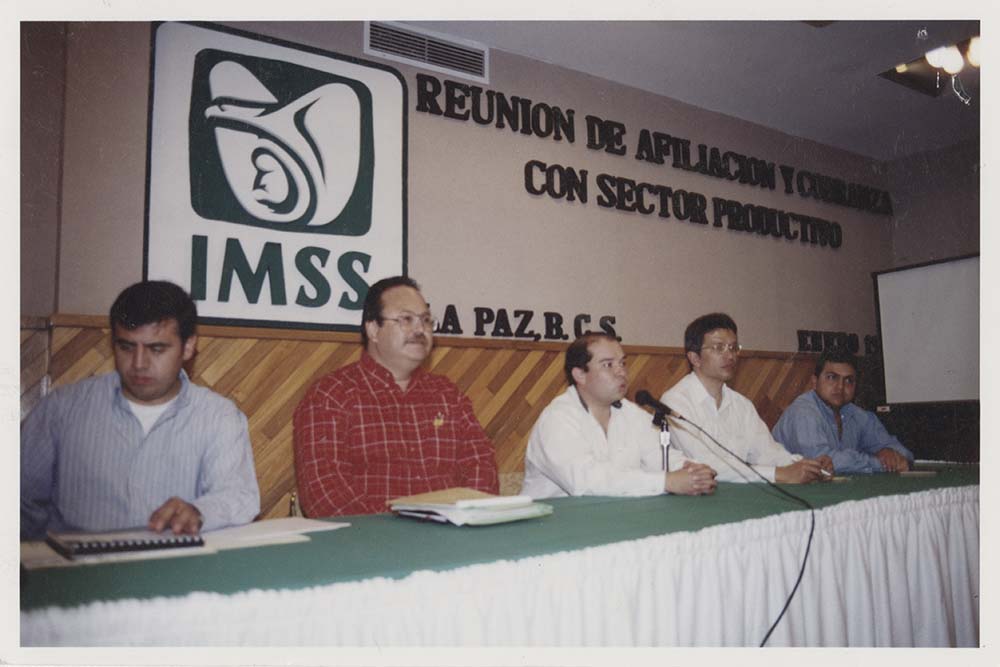 IMSS
REUNION DE AFILIACION Y COBRANZA
CON SECTOR PRODUCTIVO
LA PAZ, B. C. S.
ENERO